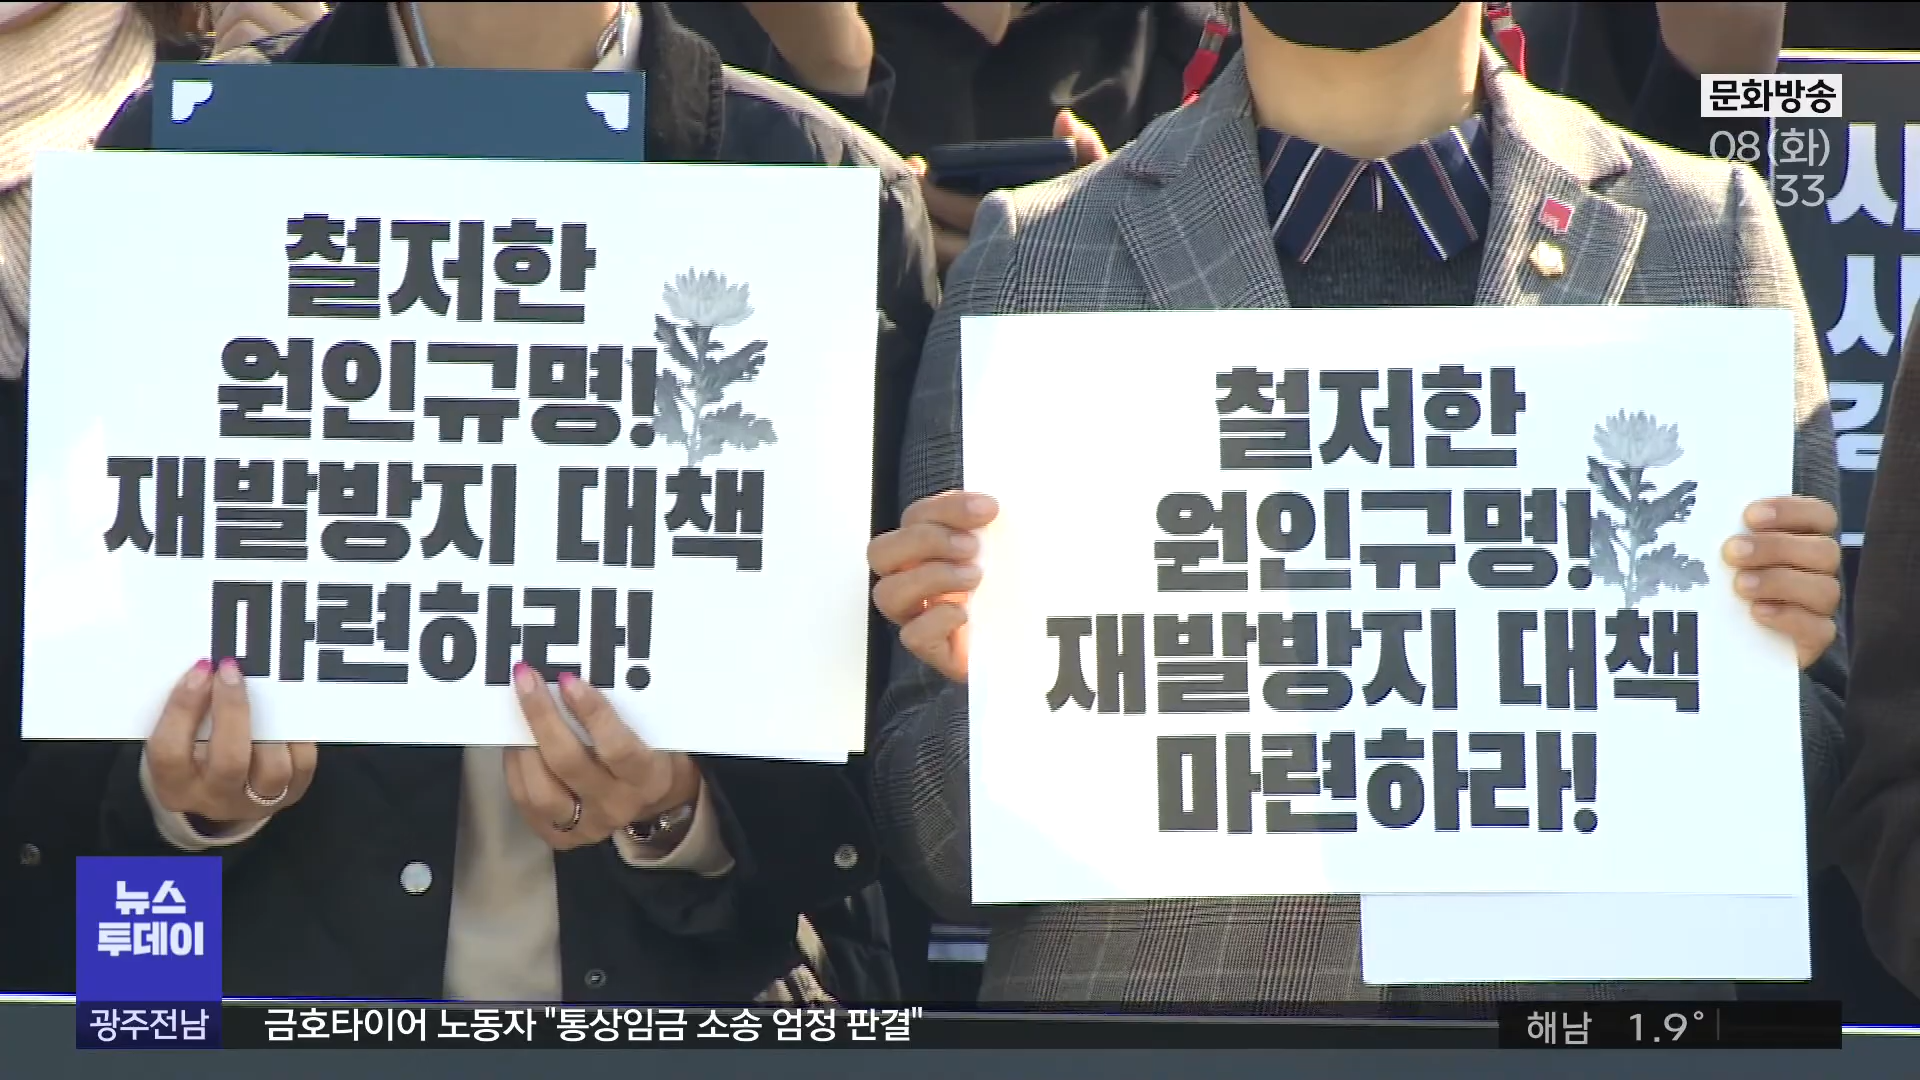 문화방송
08(화)
철저한
원인규명!
재발방지 대책
마련하라!
철저한
원인규명!
재발방지 대책
마련하라!
뉴스
투데이
광주전남
금호타이어 노동자 "통상임금 소송 엄정 판결"
해남 1.9°